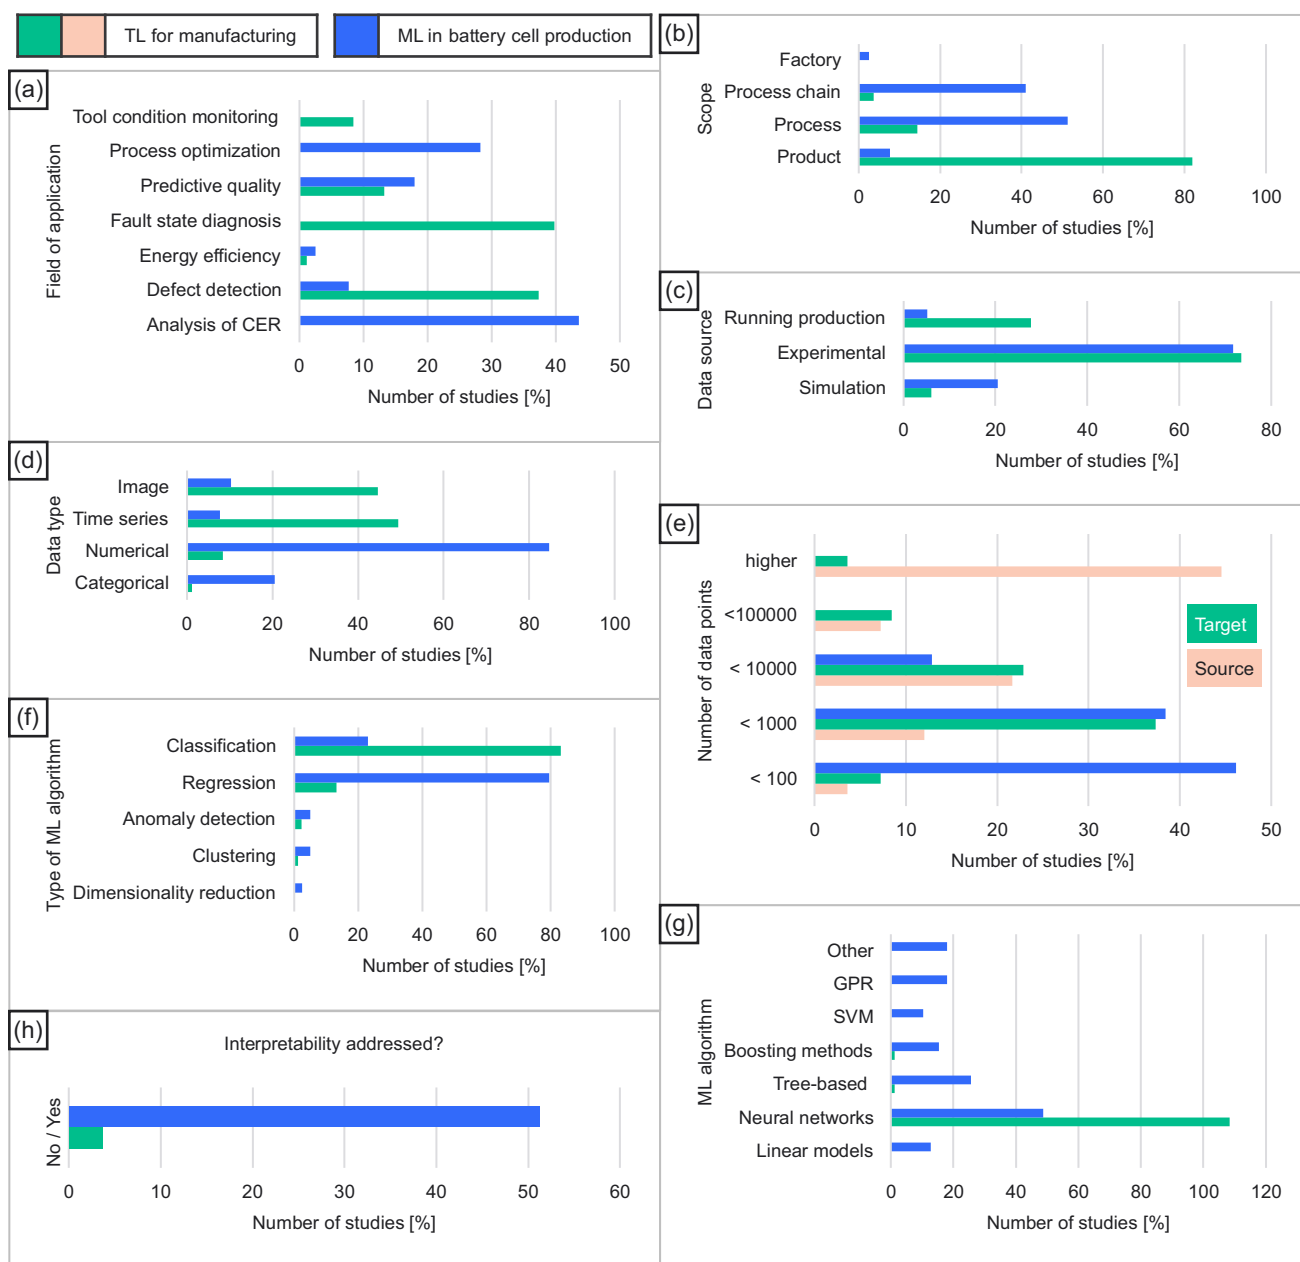 TL for manufacturing
ML in battery cell production
(a)
Field of application
Tool condition monitoring
Process optimization
Predictive quality
Fault state diagnosis
Energy efficiency
Defect detection
Analysis of CER
0 10 20 30 40 50
Number of studies [%]
(b)
Scope
Factory
Process chain
Process
Product
0 20 40 60 80 100
Number of studies [%]
(c)
Data source
Running production
Experimental
Simulation
0 20 40 60 80
Number of studies [%]
(d)
Data type
Image
Time series
Numerical
Categorical
0 20 40 60 80 100
Number of studies [%]
(e)
Number of data points
higher
<100000
< 10000
< 1000
< 100
Target
Source
0 10 20 30 40 50
Number of studies [%]
(f)
Type of ML algorithm
Classification
Regression
Anomaly detection
Clustering
Dimensionality reduction
0 20 40 60 80 100
Number of studies [%]
(g)
ML algorithm
Other
GPR
SVM
Boosting methods
Tree-based
Neural networks
Linear models
0 20 40 60 80 100 120
Number of studies [%]
(h)
Interpretability addressed?
No / Yes
0 10 20 30 40 50 60
Number of studies [%]